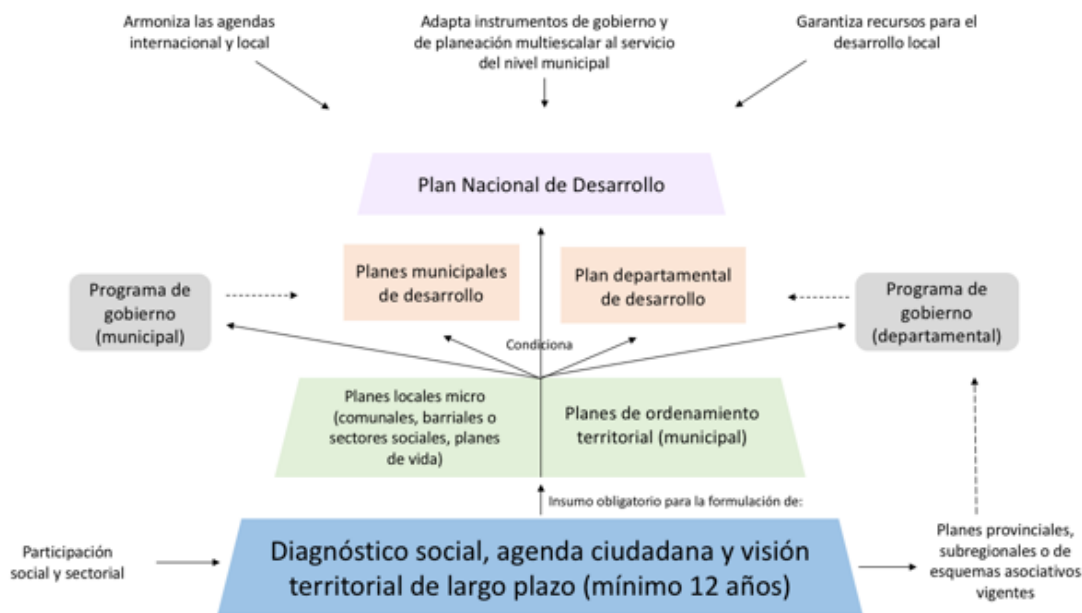 Armoniza las agendas
internacional y local
Adapta instrumentos de gobierno y
de planeación multiescalar al servicio
del nivel municipal
Garantiza recursos para el
desarrollo local
Plan Nacional de Desarrollo
Programa de
gobierno
(municipal)
Planes municipales
de desarrollo
Plan departamental
de desarrollo
Programa de
gobierno
(departamental)
Condiciona
Planes locales micro
(comunales, barriales o
sectores sociales, planes
de vida)
Planes de ordenamiento
territorial (municipal)
Insumo obligatorio para la formulación de:
Participación
social y sectorial
Diagnóstico social, agenda ciudadana y visión
territorial de largo plazo (mínimo 12 años)
Planes provinciales,
subregionales o de
esquemas asociativos
vigentes